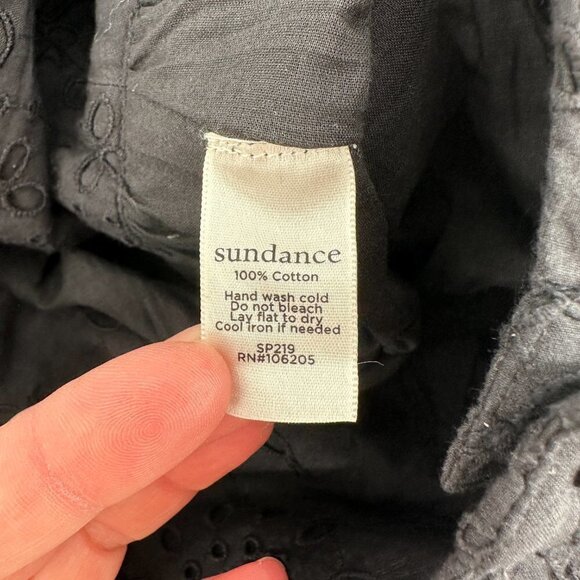 sundance
100% Cotton
Hand wash cold
Do not bleach
Lay flat to dry
Cool iron if needed
SP219
RN#106205